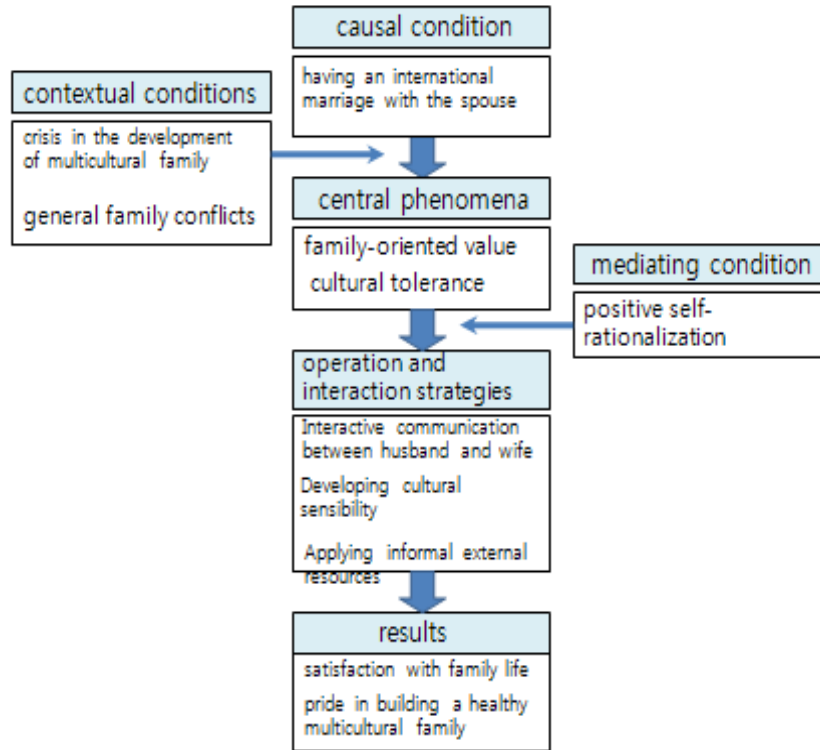 causal condition
having an international
marriage with the spouse
contextual conditions
crisis in the development
of multicultural family
general family conflicts
central phenomena
family-oriented value
cultural tolerance
mediating condition
positive self-
rationalization
operation and
interaction strategies
Interactive communication
between husband and wife
Developing cultural
sensibility
Applying informal external
resources
results
satisfaction with family life
pride in building a healthy
multicultural family